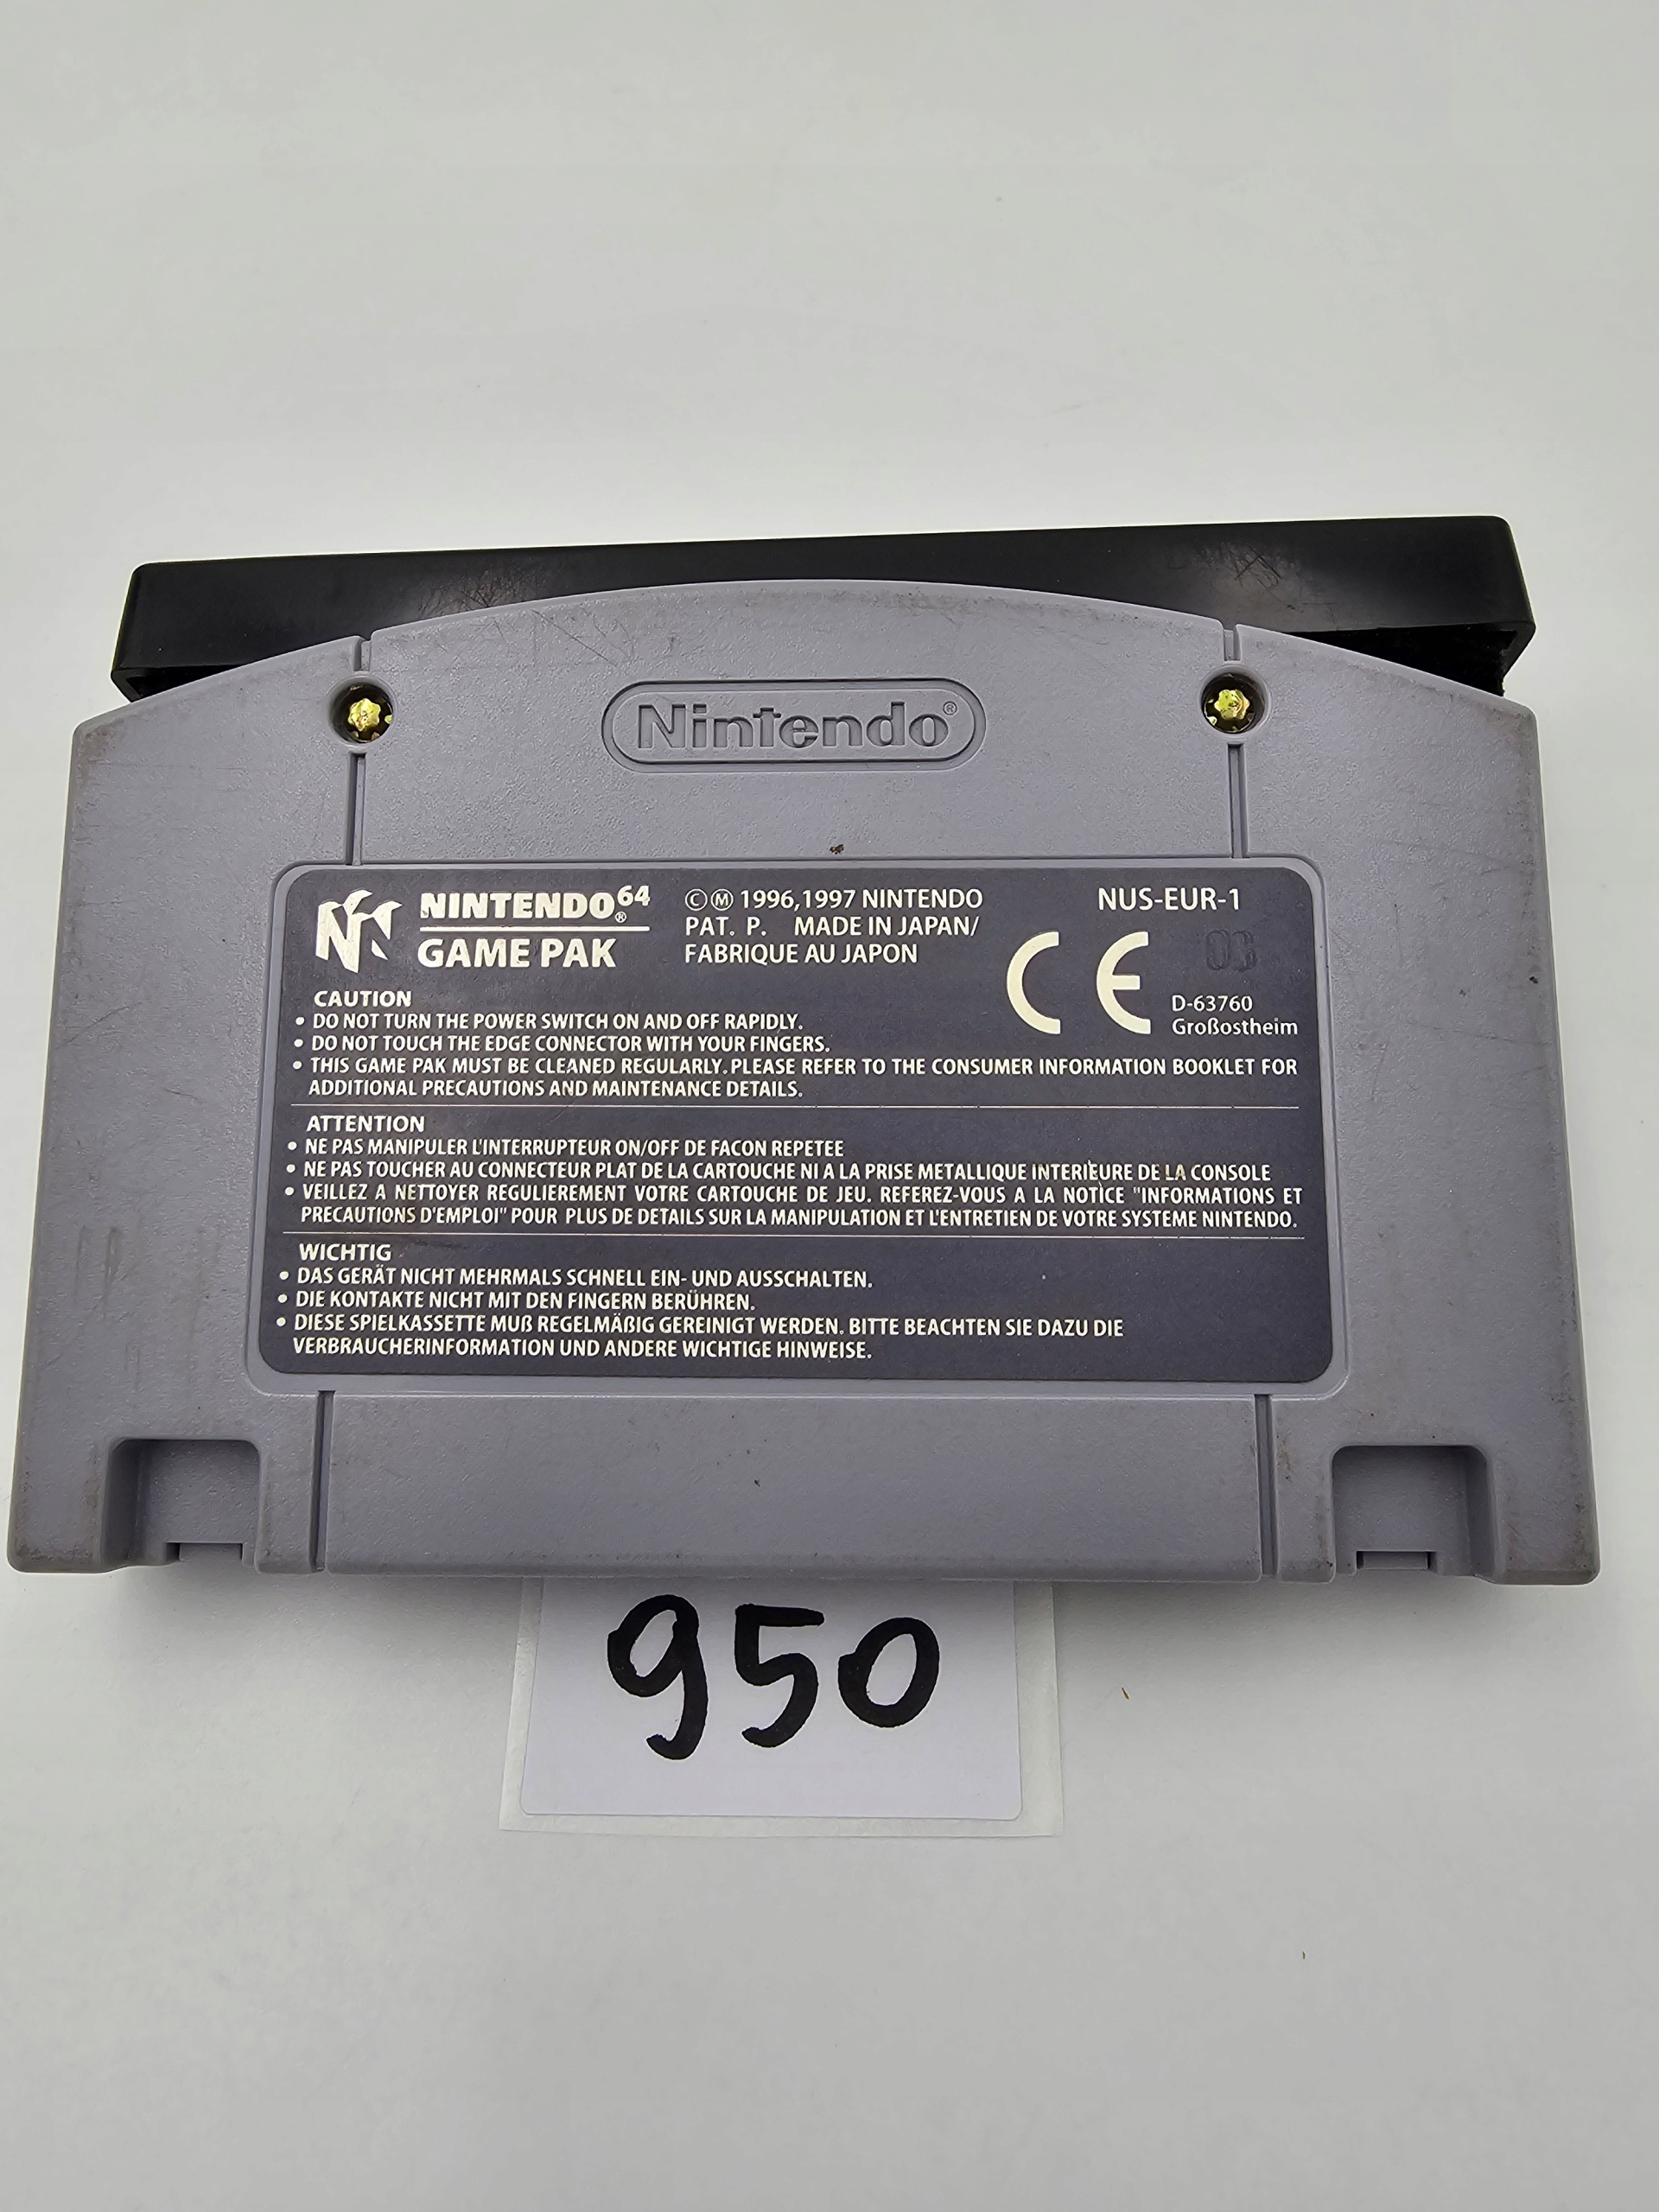 Nintendo®
NINTENDO64®
GAME PAK
©Ⓜ 1996,1997 NINTENDO
PAT. P. MADE IN JAPAN/
FABRIQUE AU JAPON
NUS-EUR-1
CE
D-63760
Großostheim
CAUTION
• DO NOT TURN THE POWER SWITCH ON AND OFF RAPIDLY.
• DO NOT TOUCH THE EDGE CONNECTOR WITH YOUR FINGERS.
• THIS GAME PAK MUST BE CLEANED REGULARLY. PLEASE REFER TO THE CONSUMER INFORMATION BOOKLET FOR
ADDITIONAL PRECAUTIONS AND MAINTENANCE DETAILS.
ATTENTION
• NE PAS MANIPULER L'INTERRUPTEUR ON/OFF DE FACON REPETEE
• NE PAS TOUCHER AU CONNECTEUR PLAT DE LA CARTOUCHE NI A LA PRISE METALLIQUE INTERIEURE DE LA CONSOLE
• VEILLEZ A NETTOYER REGULIEREMENT VOTRE CARTOUCHE DE JEU. REFEREZ-VOUS A LA NOTICE "INFORMATIONS ET
PRECAUTIONS D'EMPLOI" POUR PLUS DE DETAILS SUR LA MANIPULATION ET L'ENTRETIEN DE VOTRE SYSTEME NINTENDO.
WICHTIG
• DAS GERÄT NICHT MEHRMALS SCHNELL EIN- UND AUSSCHALTEN.
• DIE KONTAKTE NICHT MIT DEN FINGERN BERÜHREN.
• DIESE SPIELKASSETTE MUß REGELMÄßIG GEREINIGT WERDEN. BITTE BEACHTEN SIE DAZU DIE
VERBRAUCHERINFORMATION UND ANDERE WICHTIGE HINWEISE.
950